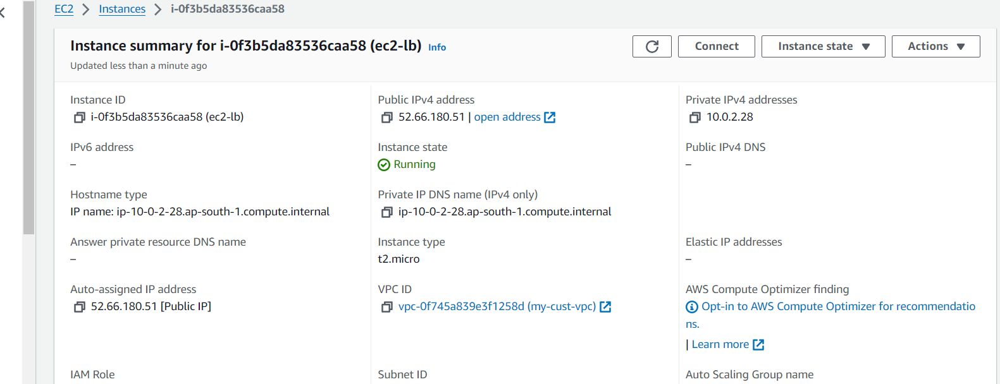 EC2 > Instances > i-0f3b5da83536caa58
Instance summary for i-0f3b5da83536caa58 (ec2-lb) Info
Updated less than a minute ago
Connect
Instance state
Actions
Instance ID
i-0f3b5da83536caa58 (ec2-lb)
Public IPv4 address
52.66.180.51 | open address
Private IPv4 addresses
10.0.2.28
IPv6 address
–
Instance state
Running
Public IPv4 DNS
–
Hostname type
IP name: ip-10-0-2-28.ap-south-1.compute.internal
Private IP DNS name (IPv4 only)
ip-10-0-2-28.ap-south-1.compute.internal
Answer private resource DNS name
–
Instance type
t2.micro
Elastic IP addresses
–
Auto-assigned IP address
52.66.180.51 [Public IP]
VPC ID
vpc-0f745a839e3f1258d (my-cust-vpc)
AWS Compute Optimizer finding
Opt-in to AWS Compute Optimizer for recommendatio
ns.
| Learn more
IAM Role
Subnet ID
Auto Scaling Group name